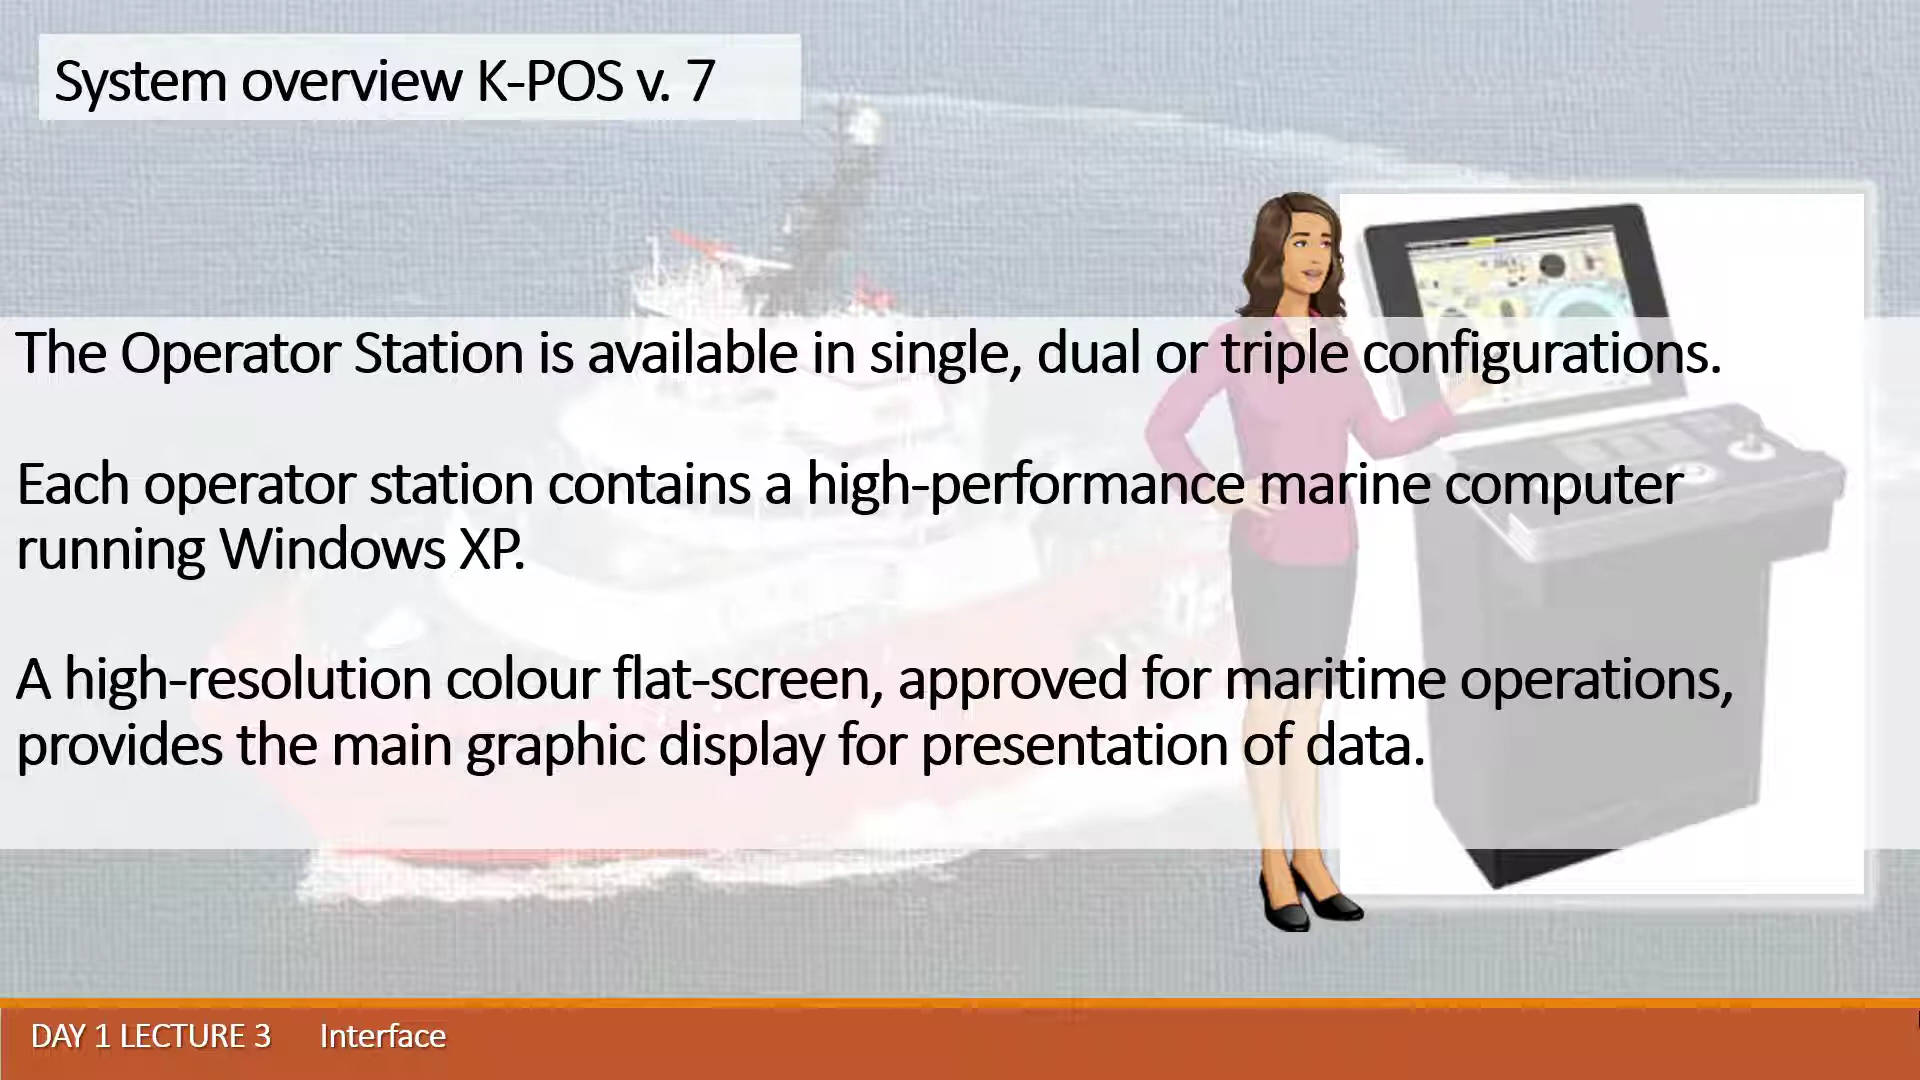 System overview K-POS v. 7
The Operator Station is available in single, dual or triple configurations.
Each operator station contains a high-performance marine computer
running Windows XP.
A high-resolution colour flat-screen, approved for maritime operations,
provides the main graphic display for presentation of data.
DAY 1 LECTURE 3 Interface